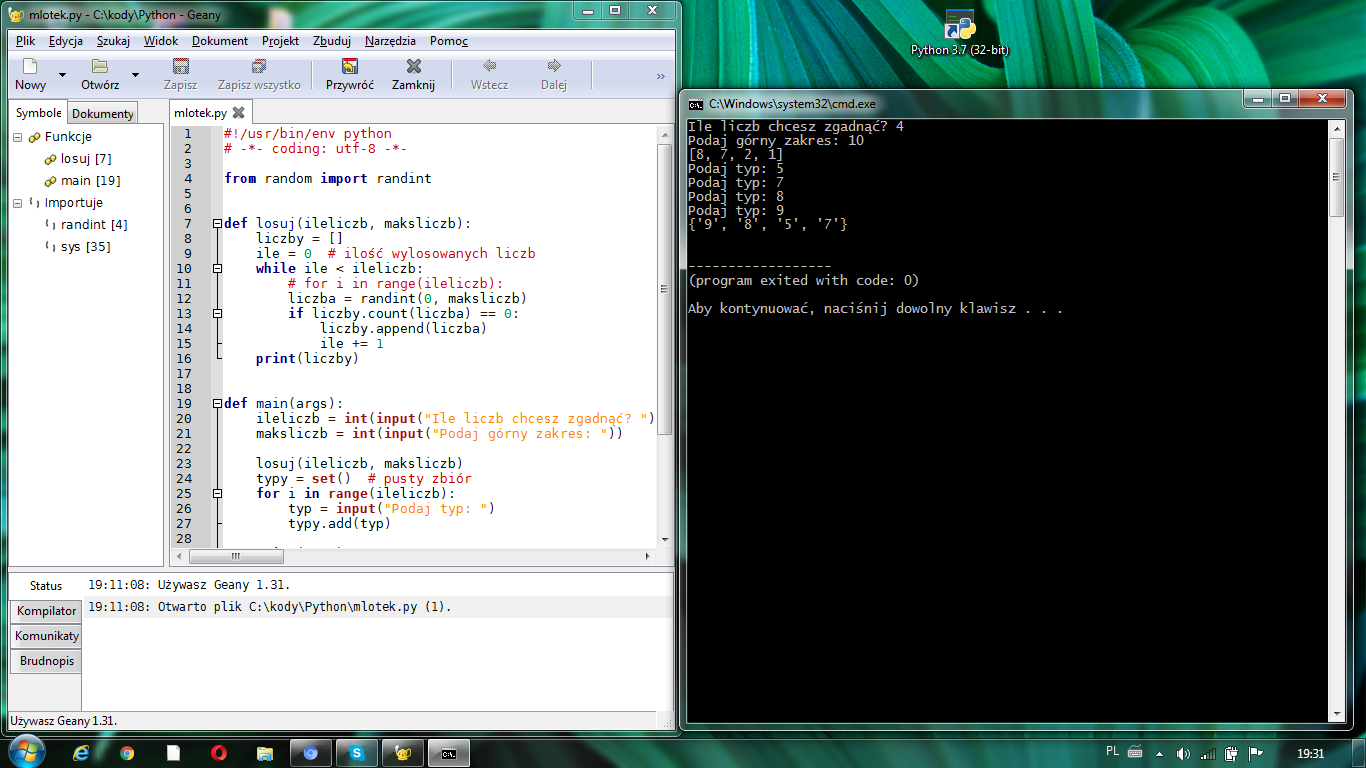 mlotek.py - C:\kody\Python - Geany
Plik Edycja Szukaj Widok Dokument Projekt Zbuduj Narzędzia Pomoc
Nowy Otwórz Zapisz Zapisz wszystko Przywróć Zamknij Wstecz Dalej »
Symbole Dokumenty
Funkcje
losuj [7]
main [19]
Importuje
randint [4]
sys [35]
mlotek.py
1 #!/usr/bin/env python
2 # -*- coding: utf-8 -*-
3
4 from random import randint
5
6
7 def losuj(ileliczb, maksliczb):
8 liczby = []
9 ile = 0 # ilość wylosowanych liczb
10 while ile < ileliczb:
11 # for i in range(ileliczb):
12 liczba = randint(0, maksliczb)
13 if liczby.count(liczba) == 0:
14 liczby.append(liczba)
15 ile += 1
16 print(liczby)
17
18
19 def main(args):
20 ileliczb = int(input("Ile liczb chcesz zgadnąć? ")
21 maksliczb = int(input("Podaj górny zakres: "))
22
23 losuj(ileliczb, maksliczb)
24 typy = set() # pusty zbiór
25 for i in range(ileliczb):
26 typ = input("Podaj typ: ")
27 typy.add(typ)
28
Status
Kompilator
Komunikaty
Brudnopis
19:11:08: Używasz Geany 1.31.
19:11:08: Otwarto plik C:\kody\Python\mlotek.py (1).
Używasz Geany 1.31.
Python 3.7 (32-bit)
C:\Windows\system32\cmd.exe
Ile liczb chcesz zgadnąć? 4
Podaj górny zakres: 10
[8, 7, 2, 1]
Podaj typ: 5
Podaj typ: 7
Podaj typ: 8
Podaj typ: 9
{'9', '8', '5', '7'}
------------------
(program exited with code: 0)
Aby kontynuować, naciśnij dowolny klawisz . . .
PL 19:31